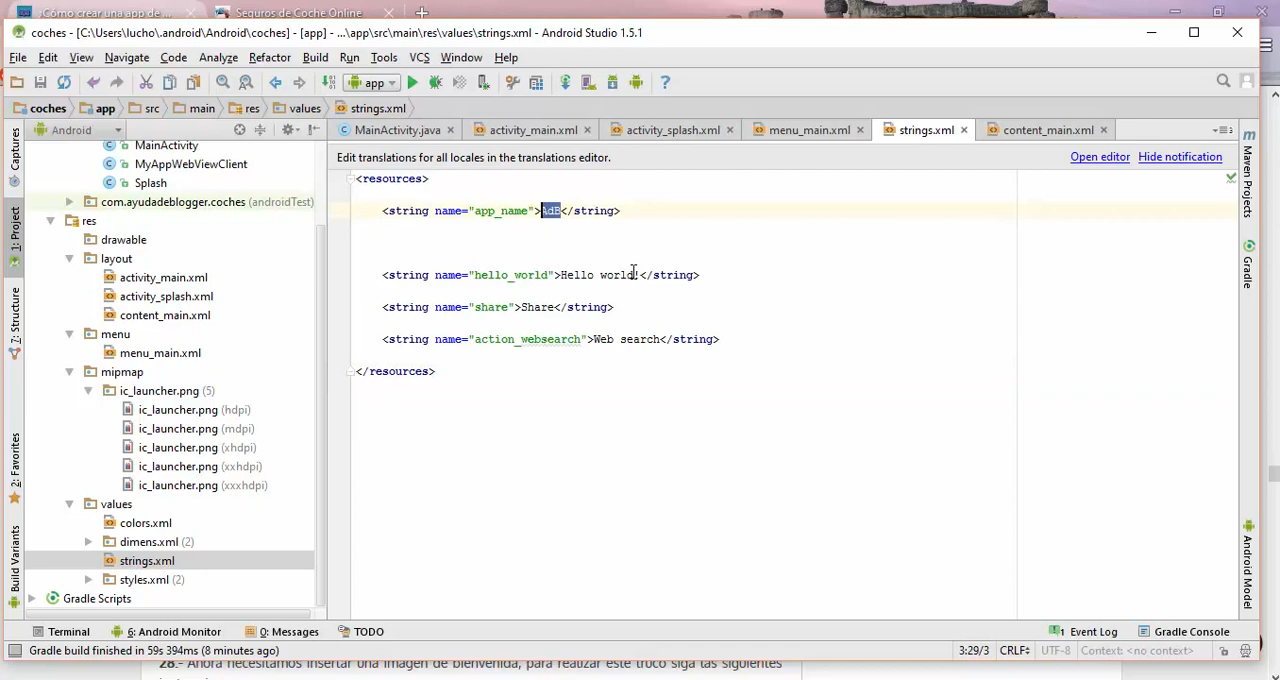 ¿Cómo crear una app de
Seguros de Coche Online
coches - [C:\Users\lucho\.android\Android\coches] - [app] - ...\app\src\main\res\values\strings.xml - Android Studio 1.5.1
File Edit View Navigate Code Analyze Refactor Build Run Tools VCS Window Help
app
coches app src main res values strings.xml
Android
MainActivity.java activity_main.xml activity_splash.xml menu_main.xml strings.xml content_main.xml
Edit translations for all locales in the translations editor. Open editor Hide notification
Captures
1: Project
Z: Structure
2: Favorites
Build Variants
MainActivity
MyAppWebViewClient
Splash
com.ayudadeblogger.coches (androidTest)
res
drawable
layout
activity_main.xml
activity_splash.xml
content_main.xml
menu
menu_main.xml
mipmap
ic_launcher.png (5)
ic_launcher.png (hdpi)
ic_launcher.png (mdpi)
ic_launcher.png (xhdpi)
ic_launcher.png (xxhdpi)
ic_launcher.png (xxxhdpi)
values
colors.xml
dimens.xml (2)
strings.xml
styles.xml (2)
Gradle Scripts
<resources>
<string name="app_name">AdB</string>
<string name="hello_world">Hello world!</string>
<string name="share">Share</string>
<string name="action_websearch">Web search</string>
</resources>
Maven Projects
Gradle
Android Model
Terminal 6: Android Monitor 0: Messages TODO 1 Event Log Gradle Console
Gradle build finished in 59s 394ms (8 minutes ago) 3:29/3 CRLF UTF-8 Context: <no context>
28.- Ahora necesitamos insertar una imagen de bienvenida, para realizar este truco siga las siguientes